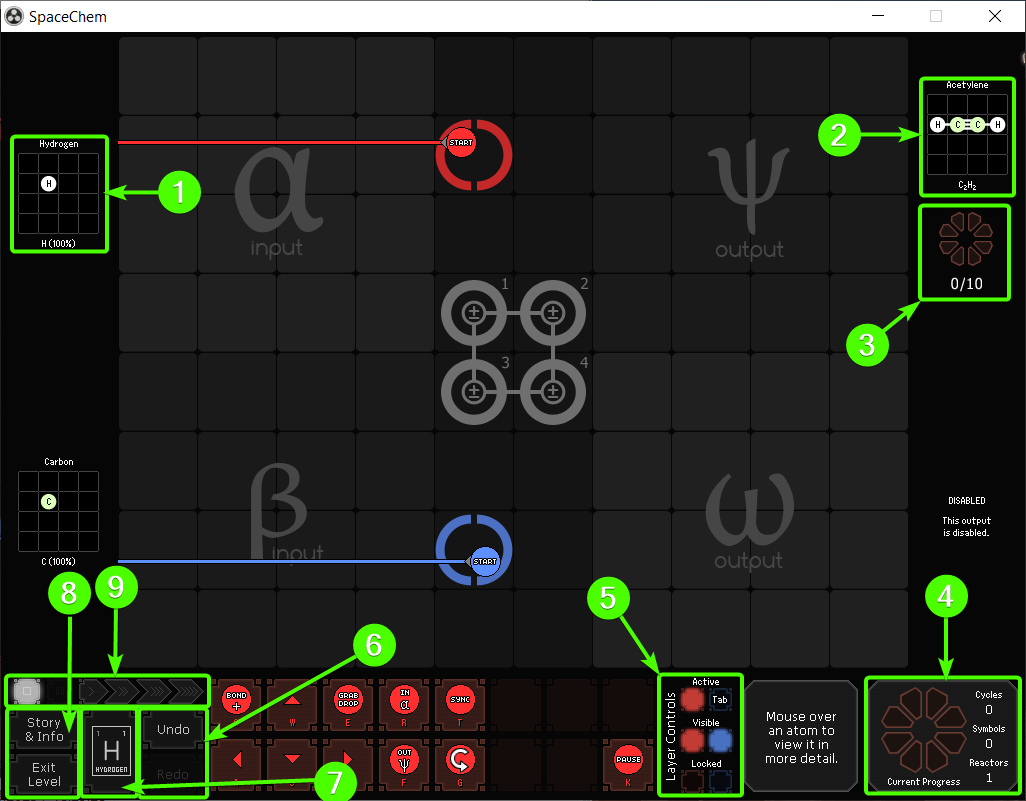 SpaceChem
Acetylene
H C C H
C₂H₂
2
Hydrogen
H
H (100%)
1
START
α
input
ψ
output
0/10
3
1 2
± ±
3 4
± ±
Carbon
C
C (100%)
β
input
START
ω
output
DISABLED
This output
is disabled.
8
9
5
4
6
BOND
+
W
GRAB
DROP
E
IN
α
R
SYNC
T
Story
& Info
Exit
Level
1 1
H
HYDROGEN
Undo
Redo
7
OUT
ψ
F
G
PAUSE
K
Layer Controls
Active
Tab
Visible
Locked
Mouse over
an atom to
view it in
more detail.
Cycles
0
Symbols
0
Reactors
1
Current Progress